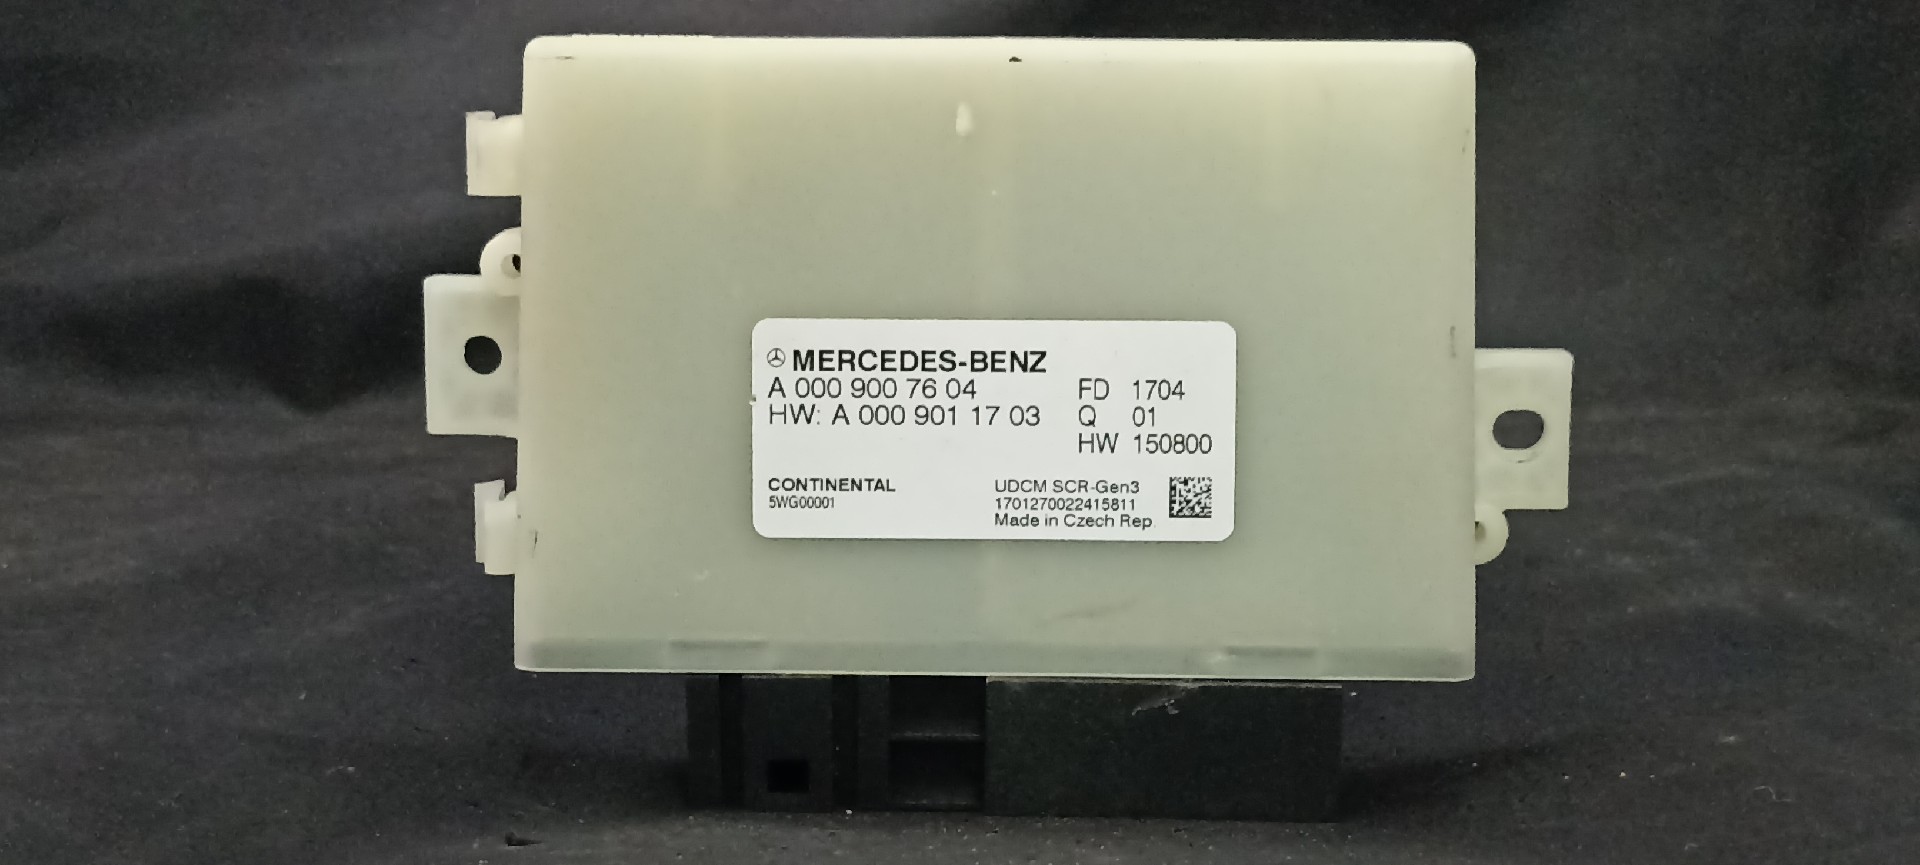 MERCEDES-BENZ
A 000 900 76 04 FD 1704
HW: A 000 901 17 03 Q 01
HW 150800
CONTINENTAL UDCM SCR-Gen3
5WG00001 1701270022415811
Made in Czech Rep.